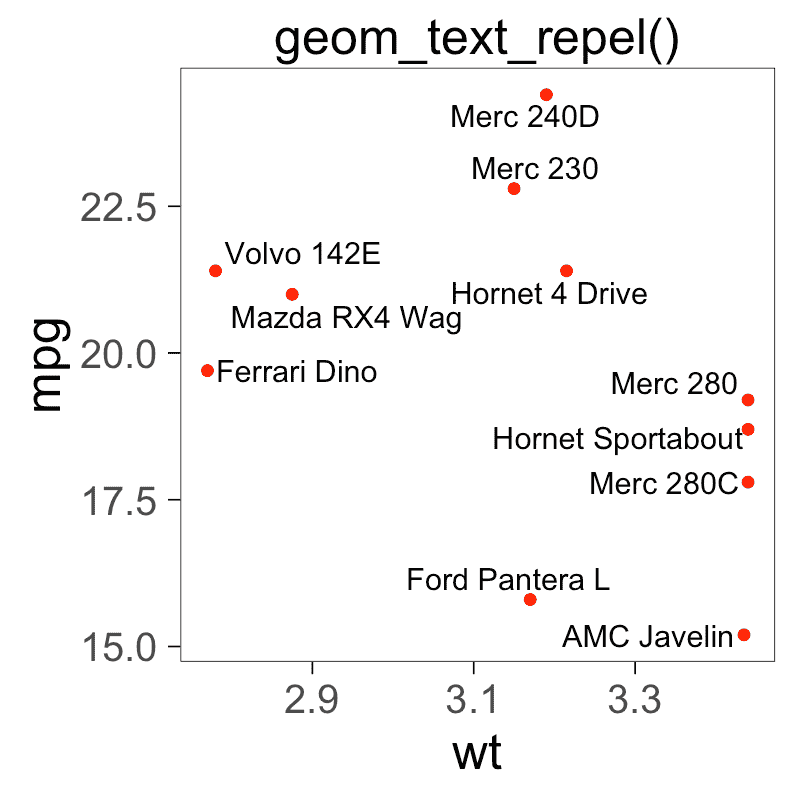 geom_text_repel()
Merc 240D
Merc 230
22.5
Volvo 142E
Hornet 4 Drive
Mazda RX4 Wag
mpg
20.0
Ferrari Dino
Merc 280
Hornet Sportabout
Merc 280C
17.5
Ford Pantera L
AMC Javelin
15.0
2.9 3.1 3.3
wt